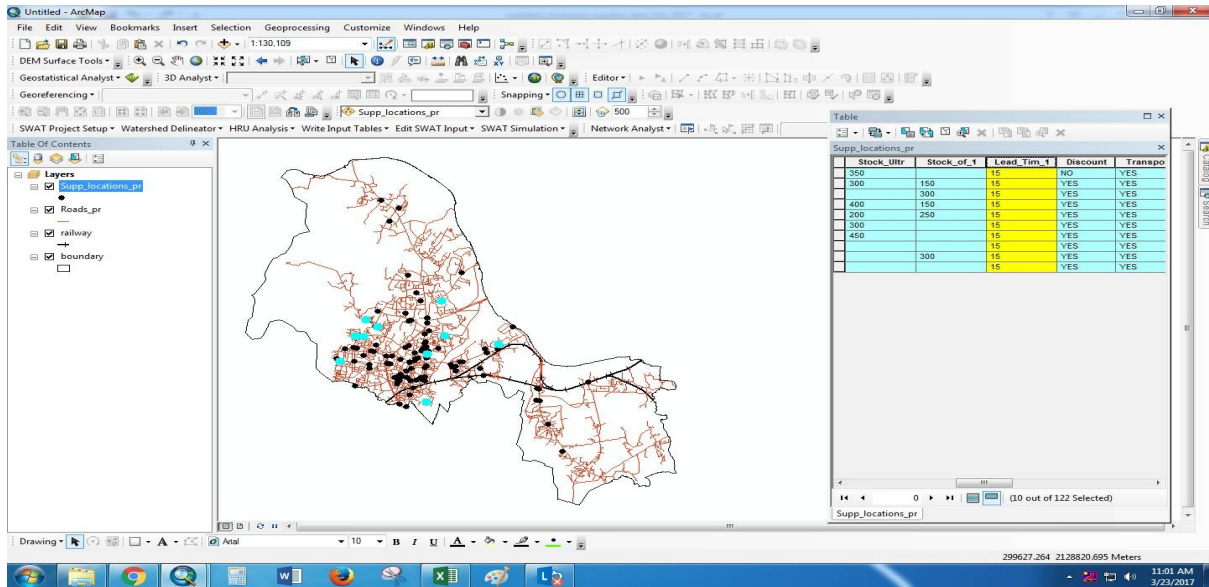 Untitled - ArcMap
File Edit View Bookmarks Insert Selection Geoprocessing Customize Windows Help
1:130,109
DEM Surface Tools
Geostatistical Analyst 3D Analyst Editor
Georeferencing Snapping
100% Supp_locations_pr 500
SWAT Project Setup Watershed Delineator HRU Analysis Write Input Tables Edit SWAT Input SWAT Simulation Network Analyst
Table Of Contents
Layers
Supp_locations_pr
Roads_pr
railway
boundary
Table
Supp_locations_pr
Stock_Ultr Stock_of_1 Lead_Tim_1 Discount Transpo
350 15 NO YES
300 150 15 YES YES
300 15 YES YES
400 150 15 YES YES
200 250 15 YES YES
300 15 YES YES
450 15 YES YES
15 YES YES
300 15 YES YES
15 YES YES
0 (10 out of 122 Selected)
Supp_locations_pr
Catalog
Search
Drawing A Arial 10 B I U A
299627.264 2128820.695 Meters
11:01 AM
3/23/2017